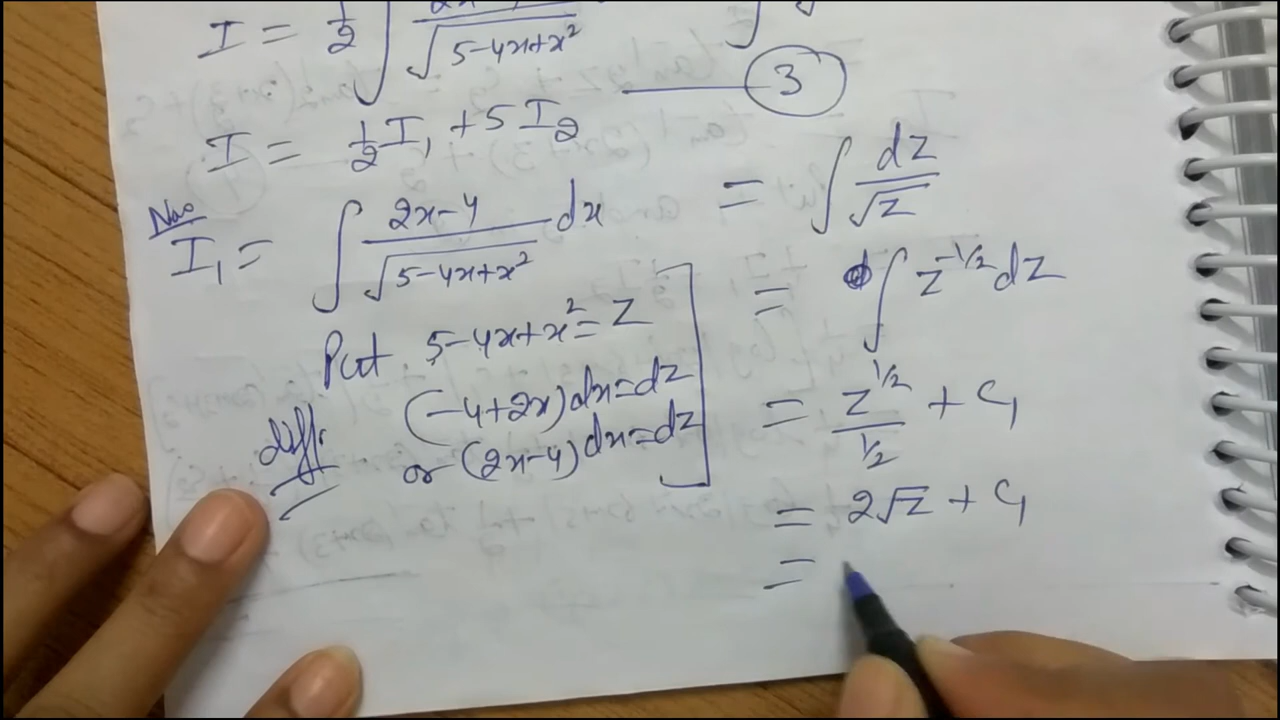 I = 1/2 ∫ 2x-4 / √5-4x+x²
3
I = 1/2 I₁ + 5 I₂
Now
I₁ = ∫ 2x-4 / √5-4x+x² dx
Put 5-4x+x² = Z
diff. (-4+2x)dx=dz
or (2x-4)dx=dz
= ∫ dz / √z
= ∫ z^-1/2 dz
= z^1/2 / 1/2 + C₁
= 2√z + C₁
=